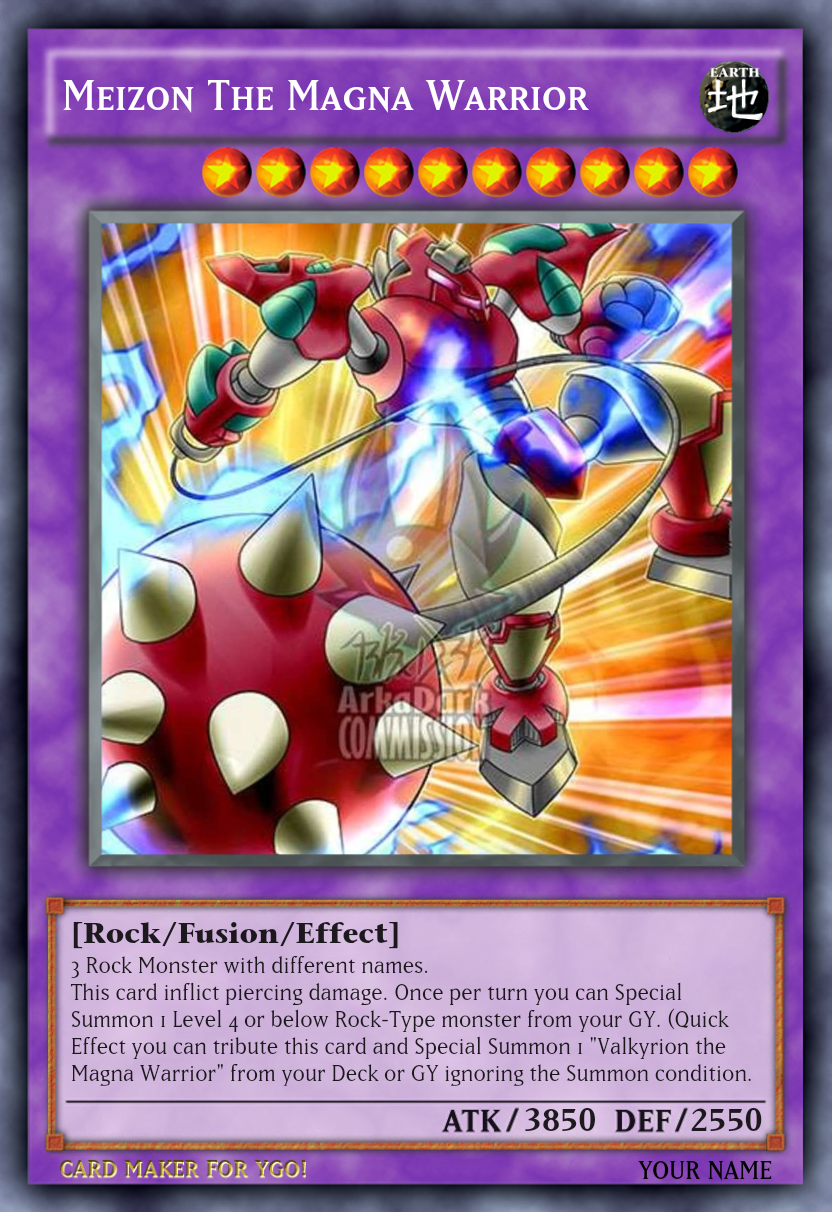 Meizon The Magna Warrior
EARTH
地
ArkaDark
COMMISSION
[Rock/Fusion/Effect]
3 Rock Monster with different names.
This card inflict piercing damage. Once per turn you can Special
Summon 1 Level 4 or below Rock-Type monster from your GY. (Quick
Effect you can tribute this card and Special Summon 1 "Valkyrion the
Magna Warrior" from your Deck or GY ignoring the Summon condition.
ATK/3850 DEF/2550
CARD MAKER FOR YGO! YOUR NAME